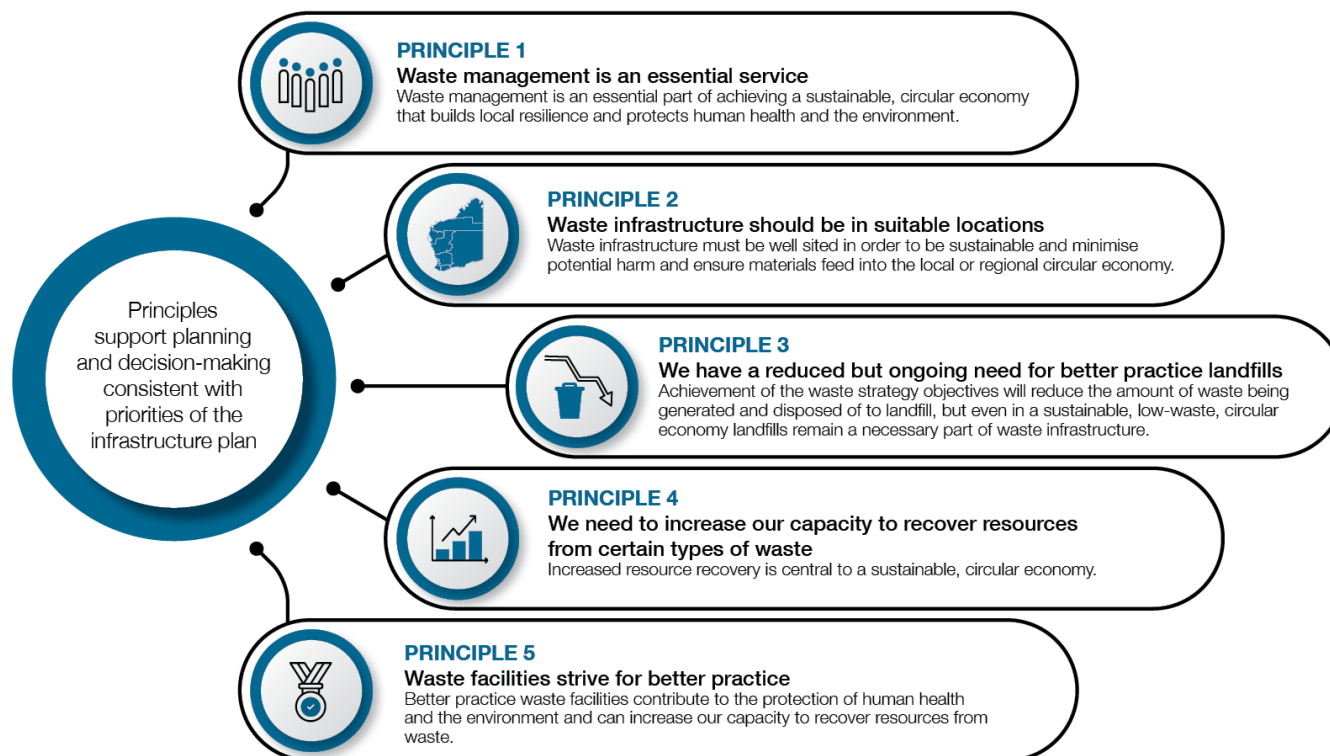 PRINCIPLE 1
Waste management is an essential service
Waste management is an essential part of achieving a sustainable, circular economy
that builds local resilience and protects human health and the environment.
PRINCIPLE 2
Waste infrastructure should be in suitable locations
Waste infrastructure must be well sited in order to be sustainable and minimise
potential harm and ensure materials feed into the local or regional circular economy.
Principles
support planning
and decision-making
consistent with
priorities of the
infrastructure plan
PRINCIPLE 3
We have a reduced but ongoing need for better practice landfills
Achievement of the waste strategy objectives will reduce the amount of waste being
generated and disposed of to landfill, but even in a sustainable, low-waste, circular
economy landfills remain a necessary part of waste infrastructure.
PRINCIPLE 4
We need to increase our capacity to recover resources
from certain types of waste
Increased resource recovery is central to a sustainable, circular economy.
PRINCIPLE 5
Waste facilities strive for better practice
Better practice waste facilities contribute to the protection of human health
and the environment and can increase our capacity to recover resources from
waste.